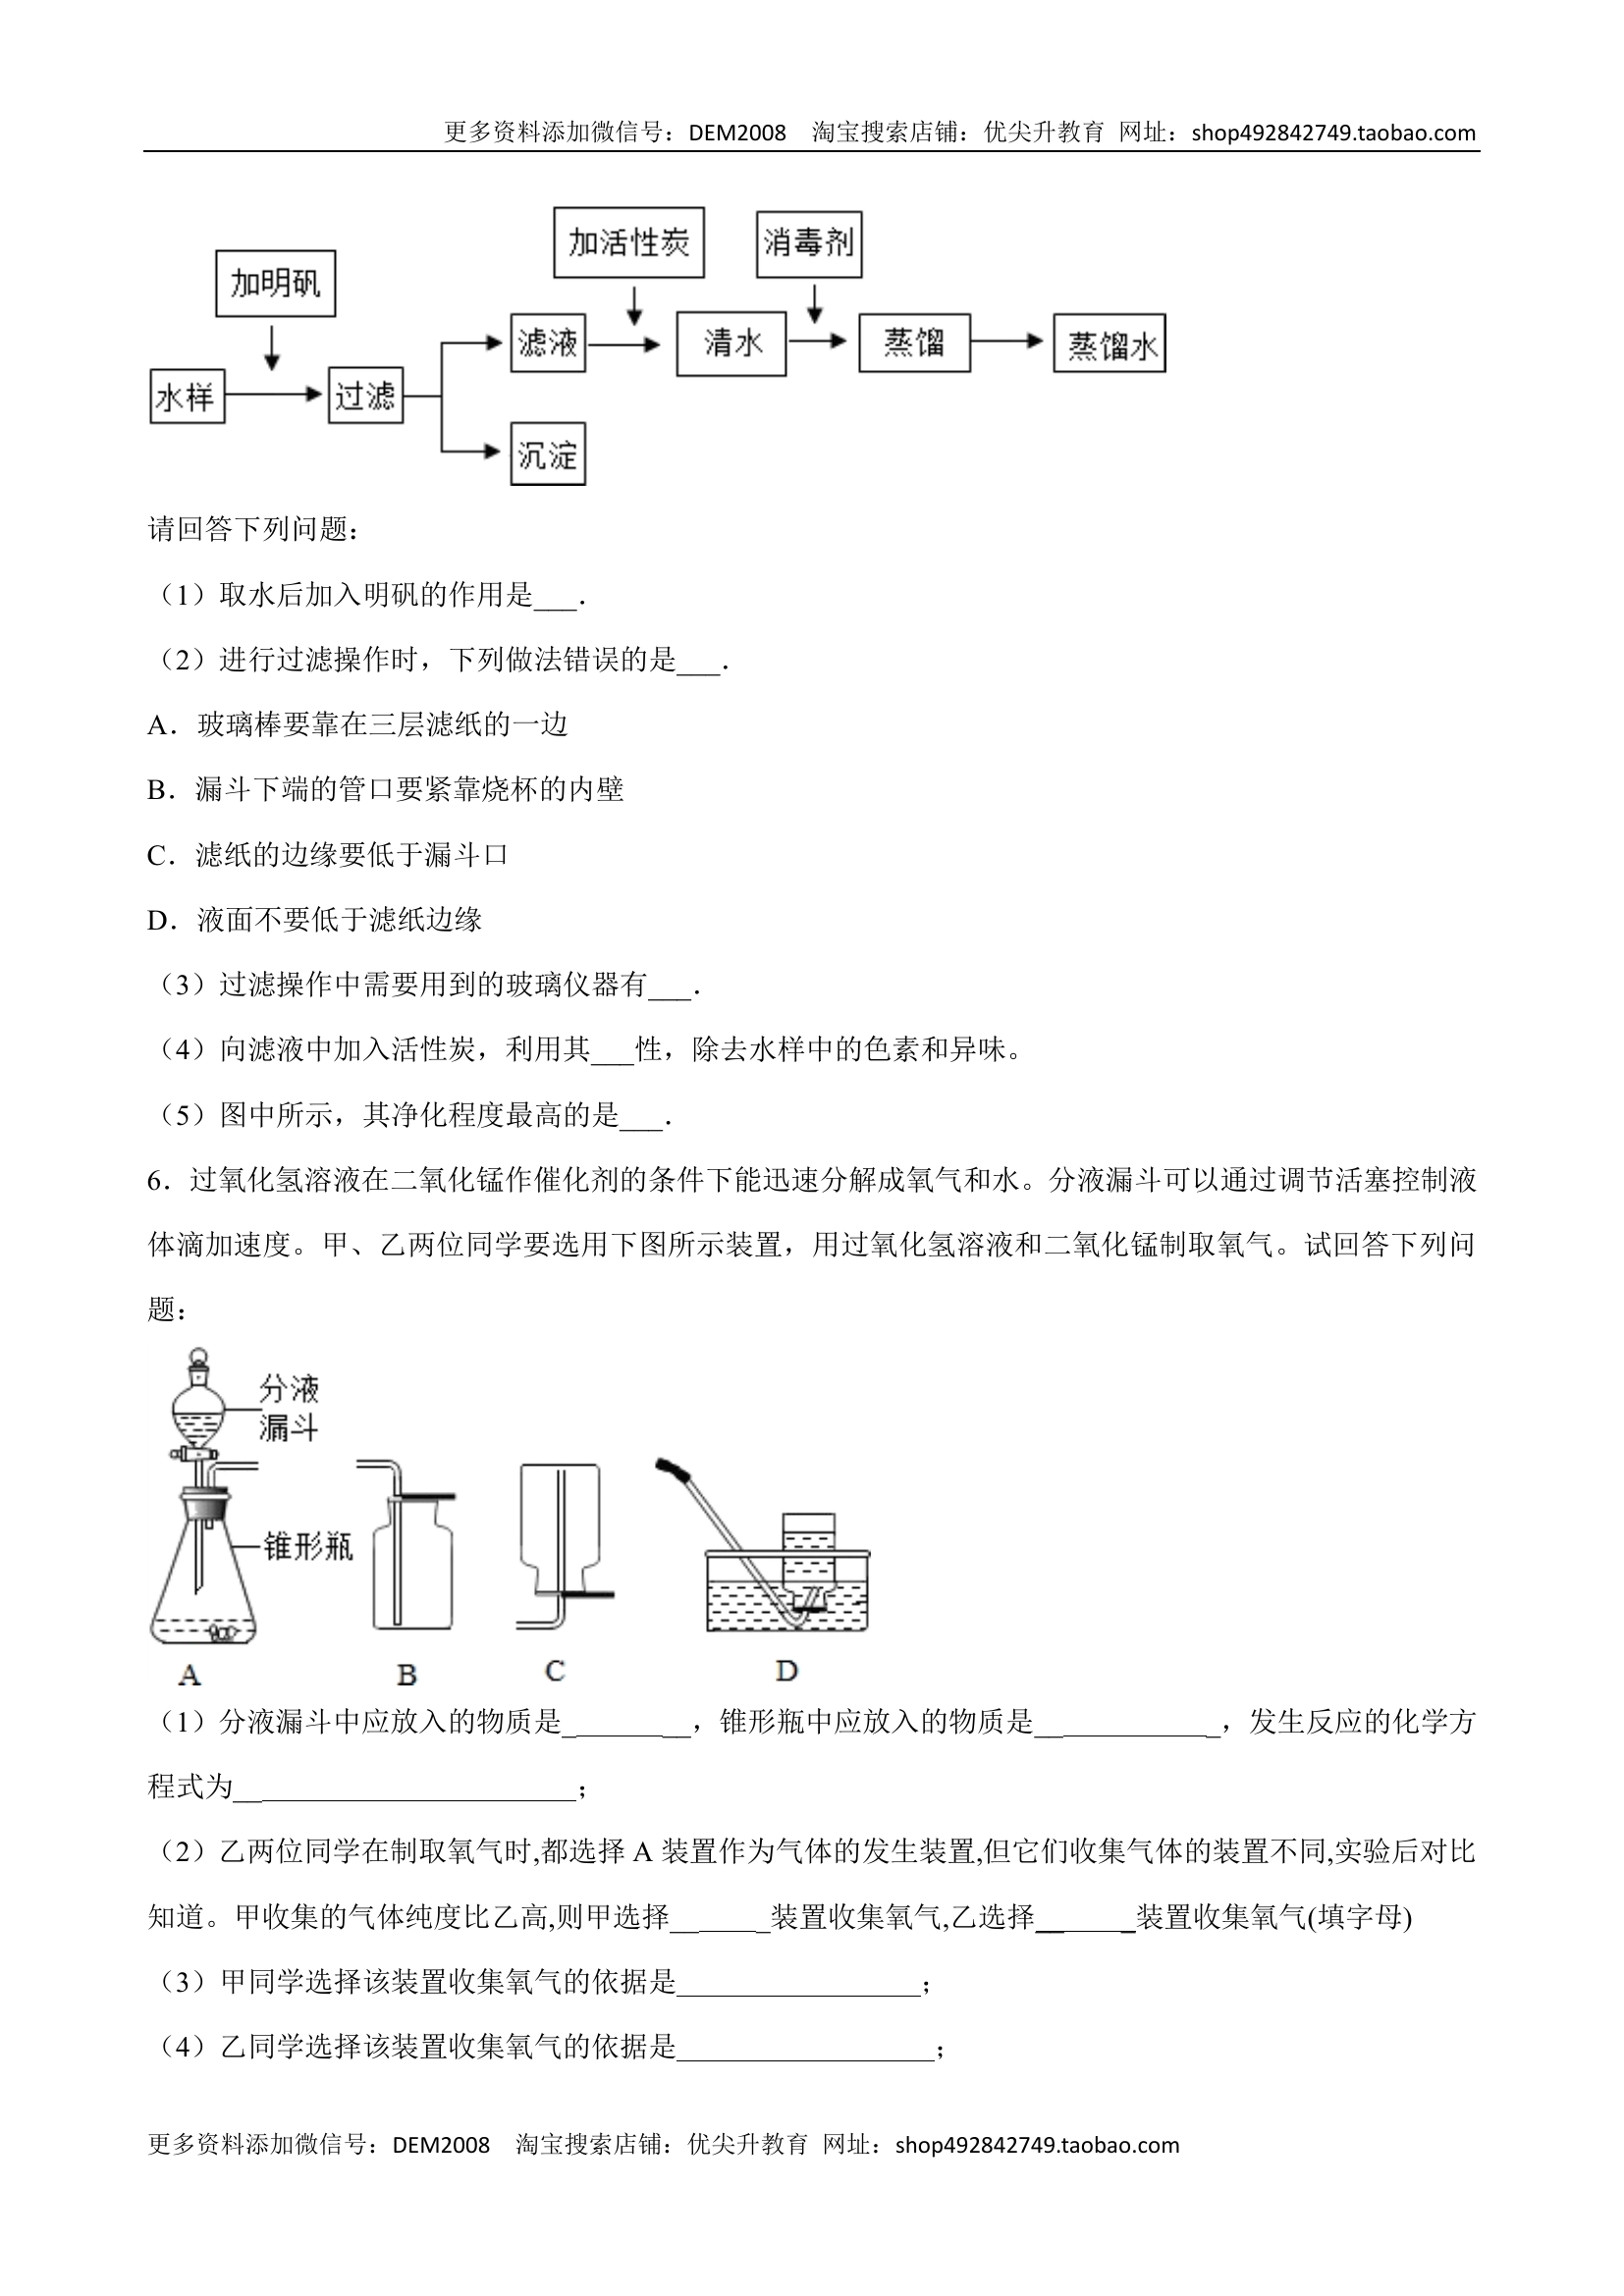 更多资料添加微信号：DEM2008 淘宝搜索店铺：优尖升教育 网址：shop492842749.taobao.com
加活性炭 消毒剂
加明矾
滤液 清水 蒸馏 蒸馏水
水样 过滤
沉淀
请回答下列问题：
（1）取水后加入明矾的作用是___．
（2）进行过滤操作时，下列做法错误的是___．
A．玻璃棒要靠在三层滤纸的一边
B．漏斗下端的管口要紧靠烧杯的内壁
C．滤纸的边缘要低于漏斗口
D．液面不要低于滤纸边缘
（3）过滤操作中需要用到的玻璃仪器有___．
（4）向滤液中加入活性炭，利用其___性，除去水样中的色素和异味。
（5）图中所示，其净化程度最高的是___．
6．过氧化氢溶液在二氧化锰作催化剂的条件下能迅速分解成氧气和水。分液漏斗可以通过调节活塞控制液
体滴加速度。甲、乙两位同学要选用下图所示装置，用过氧化氢溶液和二氧化锰制取氧气。试回答下列问
题：
分液
漏斗
锥形瓶
A B C D
（1）分液漏斗中应放入的物质是_________，锥形瓶中应放入的物质是_____________，发生反应的化学方
程式为________________________；
（2）乙两位同学在制取氧气时,都选择 A 装置作为气体的发生装置,但它们收集气体的装置不同,实验后对比
知道。甲收集的气体纯度比乙高,则甲选择_______装置收集氧气,乙选择_______装置收集氧气(填字母)
（3）甲同学选择该装置收集氧气的依据是_________________；
（4）乙同学选择该装置收集氧气的依据是__________________；
更多资料添加微信号：DEM2008 淘宝搜索店铺：优尖升教育 网址：shop492842749.taobao.com